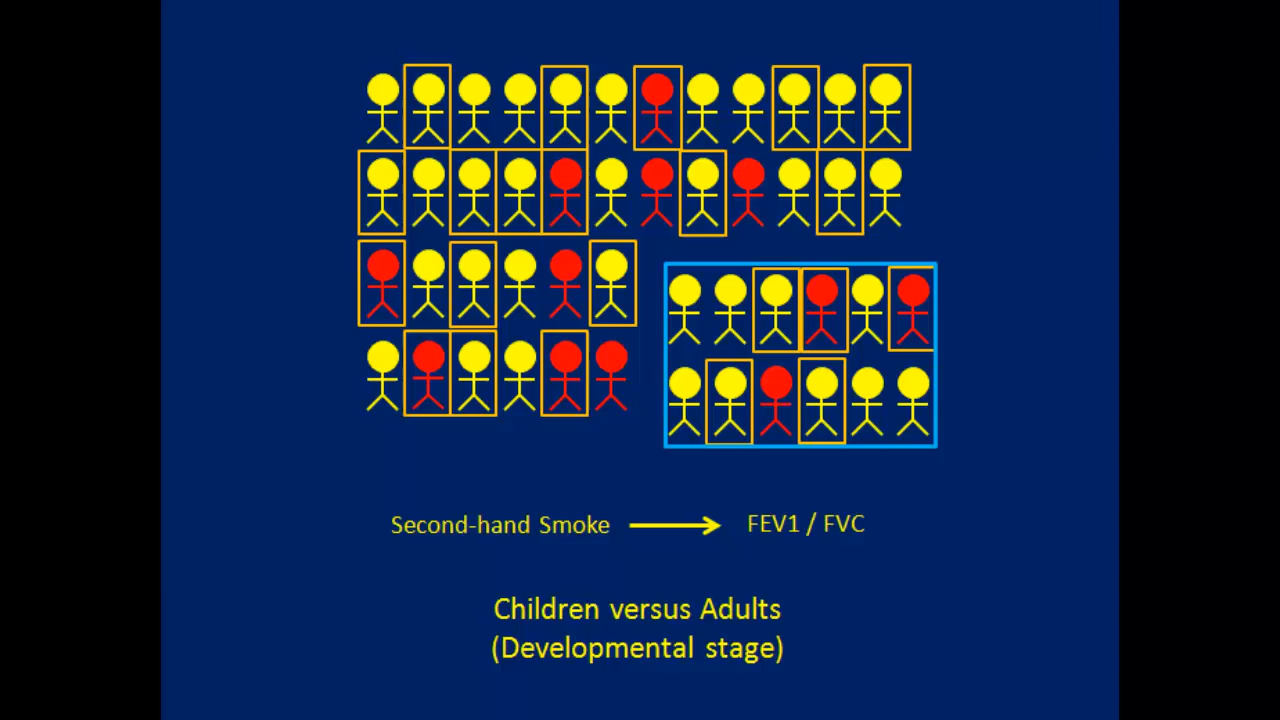 Second-hand Smoke
FEV1 / FVC
Children versus Adults
(Developmental stage)